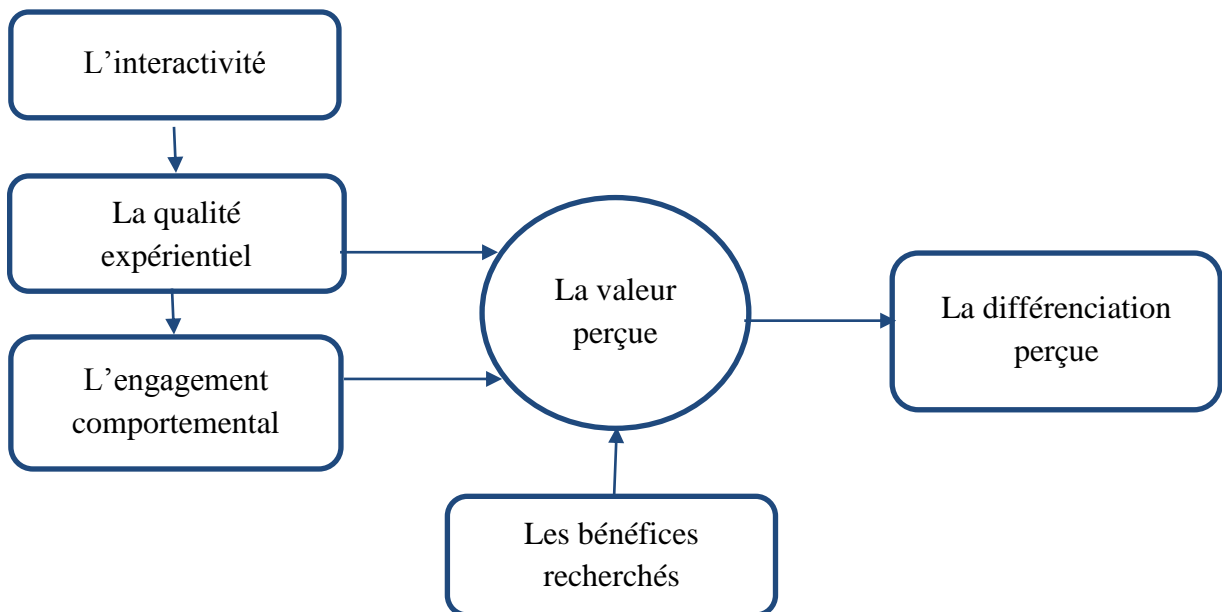 L’interactivité
La qualité
expérientiel
L’engagement
comportemental
La valeur
perçue
La différenciation
perçue
Les bénéfices
recherchés